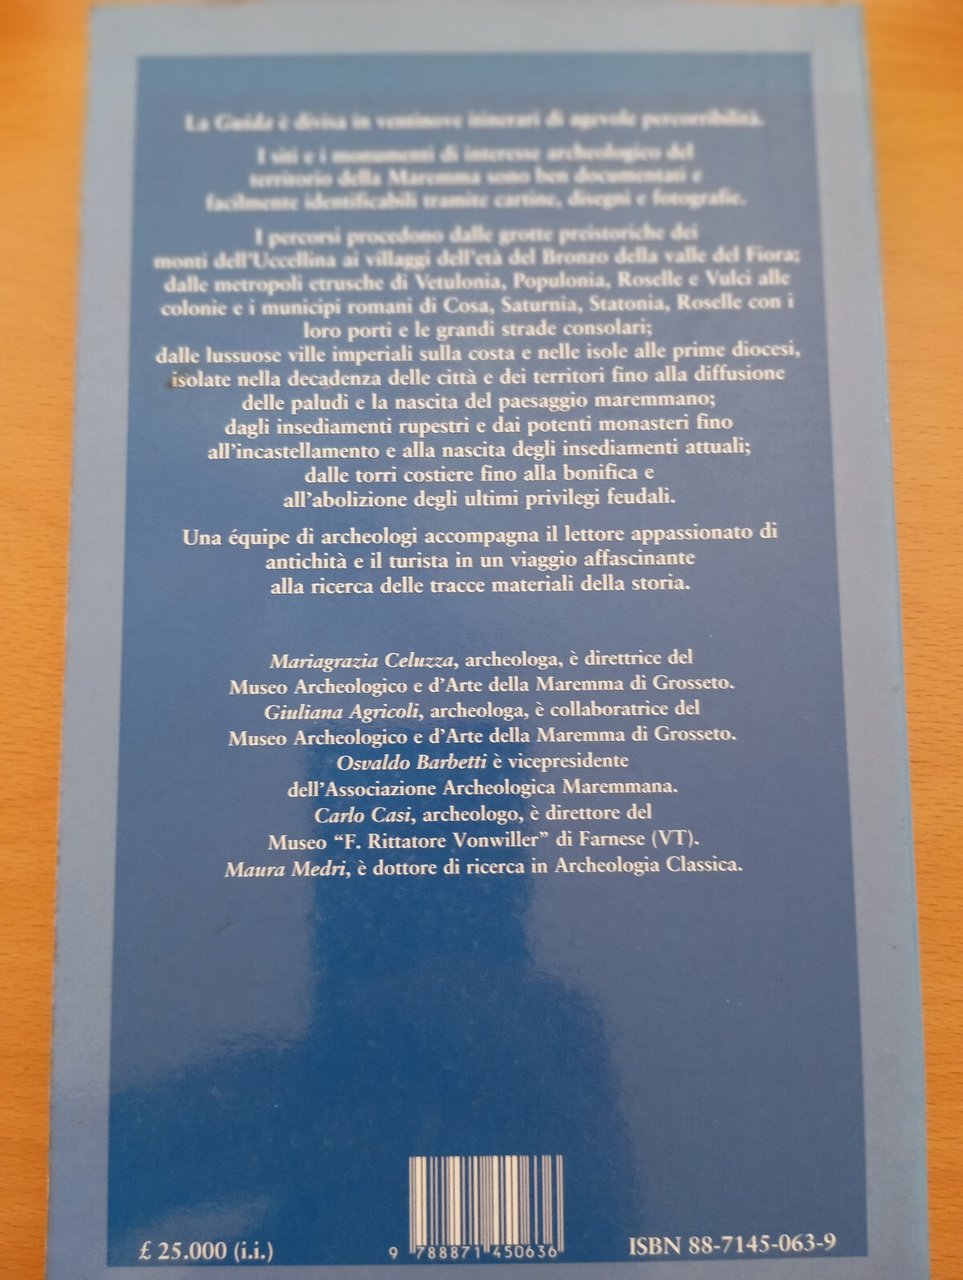 La Guida è divisa in ventinove itinerari di agevole percorribilità.
I siti e i monumenti di interesse archeologico del
territorio della Maremma sono ben documentati e
facilmente identificabili tramite cartine, disegni e fotografie.
I percorsi procedono dalle grotte preistoriche dei
monti dell'Uccellina ai villaggi dell'età del Bronzo della valle del Fiora;
dalle metropoli etrusche di Vetulonia, Populonia, Roselle e Vulci alle
colonie e i municipi romani di Cosa, Saturnia, Statonia, Roselle con i
loro porti e le grandi strade consolari;
dalle lussuose ville imperiali sulla costa e nelle isole alle prime diocesi,
isolate nella decadenza delle città e dei territori fino alla diffusione
delle paludi e la nascita del paesaggio maremmano;
dagli insediamenti rupestri e dai potenti monasteri fino
all'incastellamento e alla nascita degli insediamenti attuali;
dalle torri costiere fino alla bonifica e
all'abolizione degli ultimi privilegi feudali.
Una équipe di archeologi accompagna il lettore appassionato di
antichità e il turista in un viaggio affascinante
alla ricerca delle tracce materiali della storia.
Mariagrazia Celuzza, archeologa, è direttrice del
Museo Archeologico e d'Arte della Maremma di Grosseto.
Giuliana Agricoli, archeologa, è collaboratrice del
Museo Archeologico e d'Arte della Maremma di Grosseto.
Osvaldo Barbetti è vicepresidente
dell'Associazione Archeologica Maremmana.
Carlo Casi, archeologo, è direttore del
Museo "F. Rittatore Vonwiller" di Farnese (VT).
Maura Medri, è dottore di ricerca in Archeologia Classica.
£ 25.000 (i.i.)
9 788871 450636
ISBN 88-7145-063-9